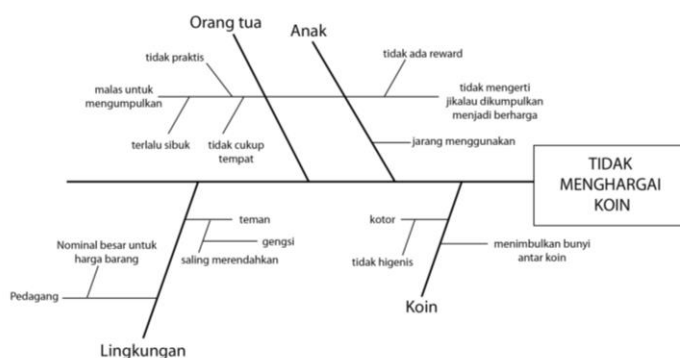 Orang tua
Anak
tidak praktis
tidak ada reward
malas untuk
mengumpulkan
tidak mengerti
jikalau dikumpulkan
menjadi berharga
terlalu sibuk
tidak cukup
tempat
jarang menggunakan
TIDAK
MENGHARGAI
KOIN
teman
kotor
Nominal besar untuk
harga barang
gengsi
menimbulkan bunyi
antar koin
saling merendahkan
tidak higenis
Pedagang
Koin
Lingkungan